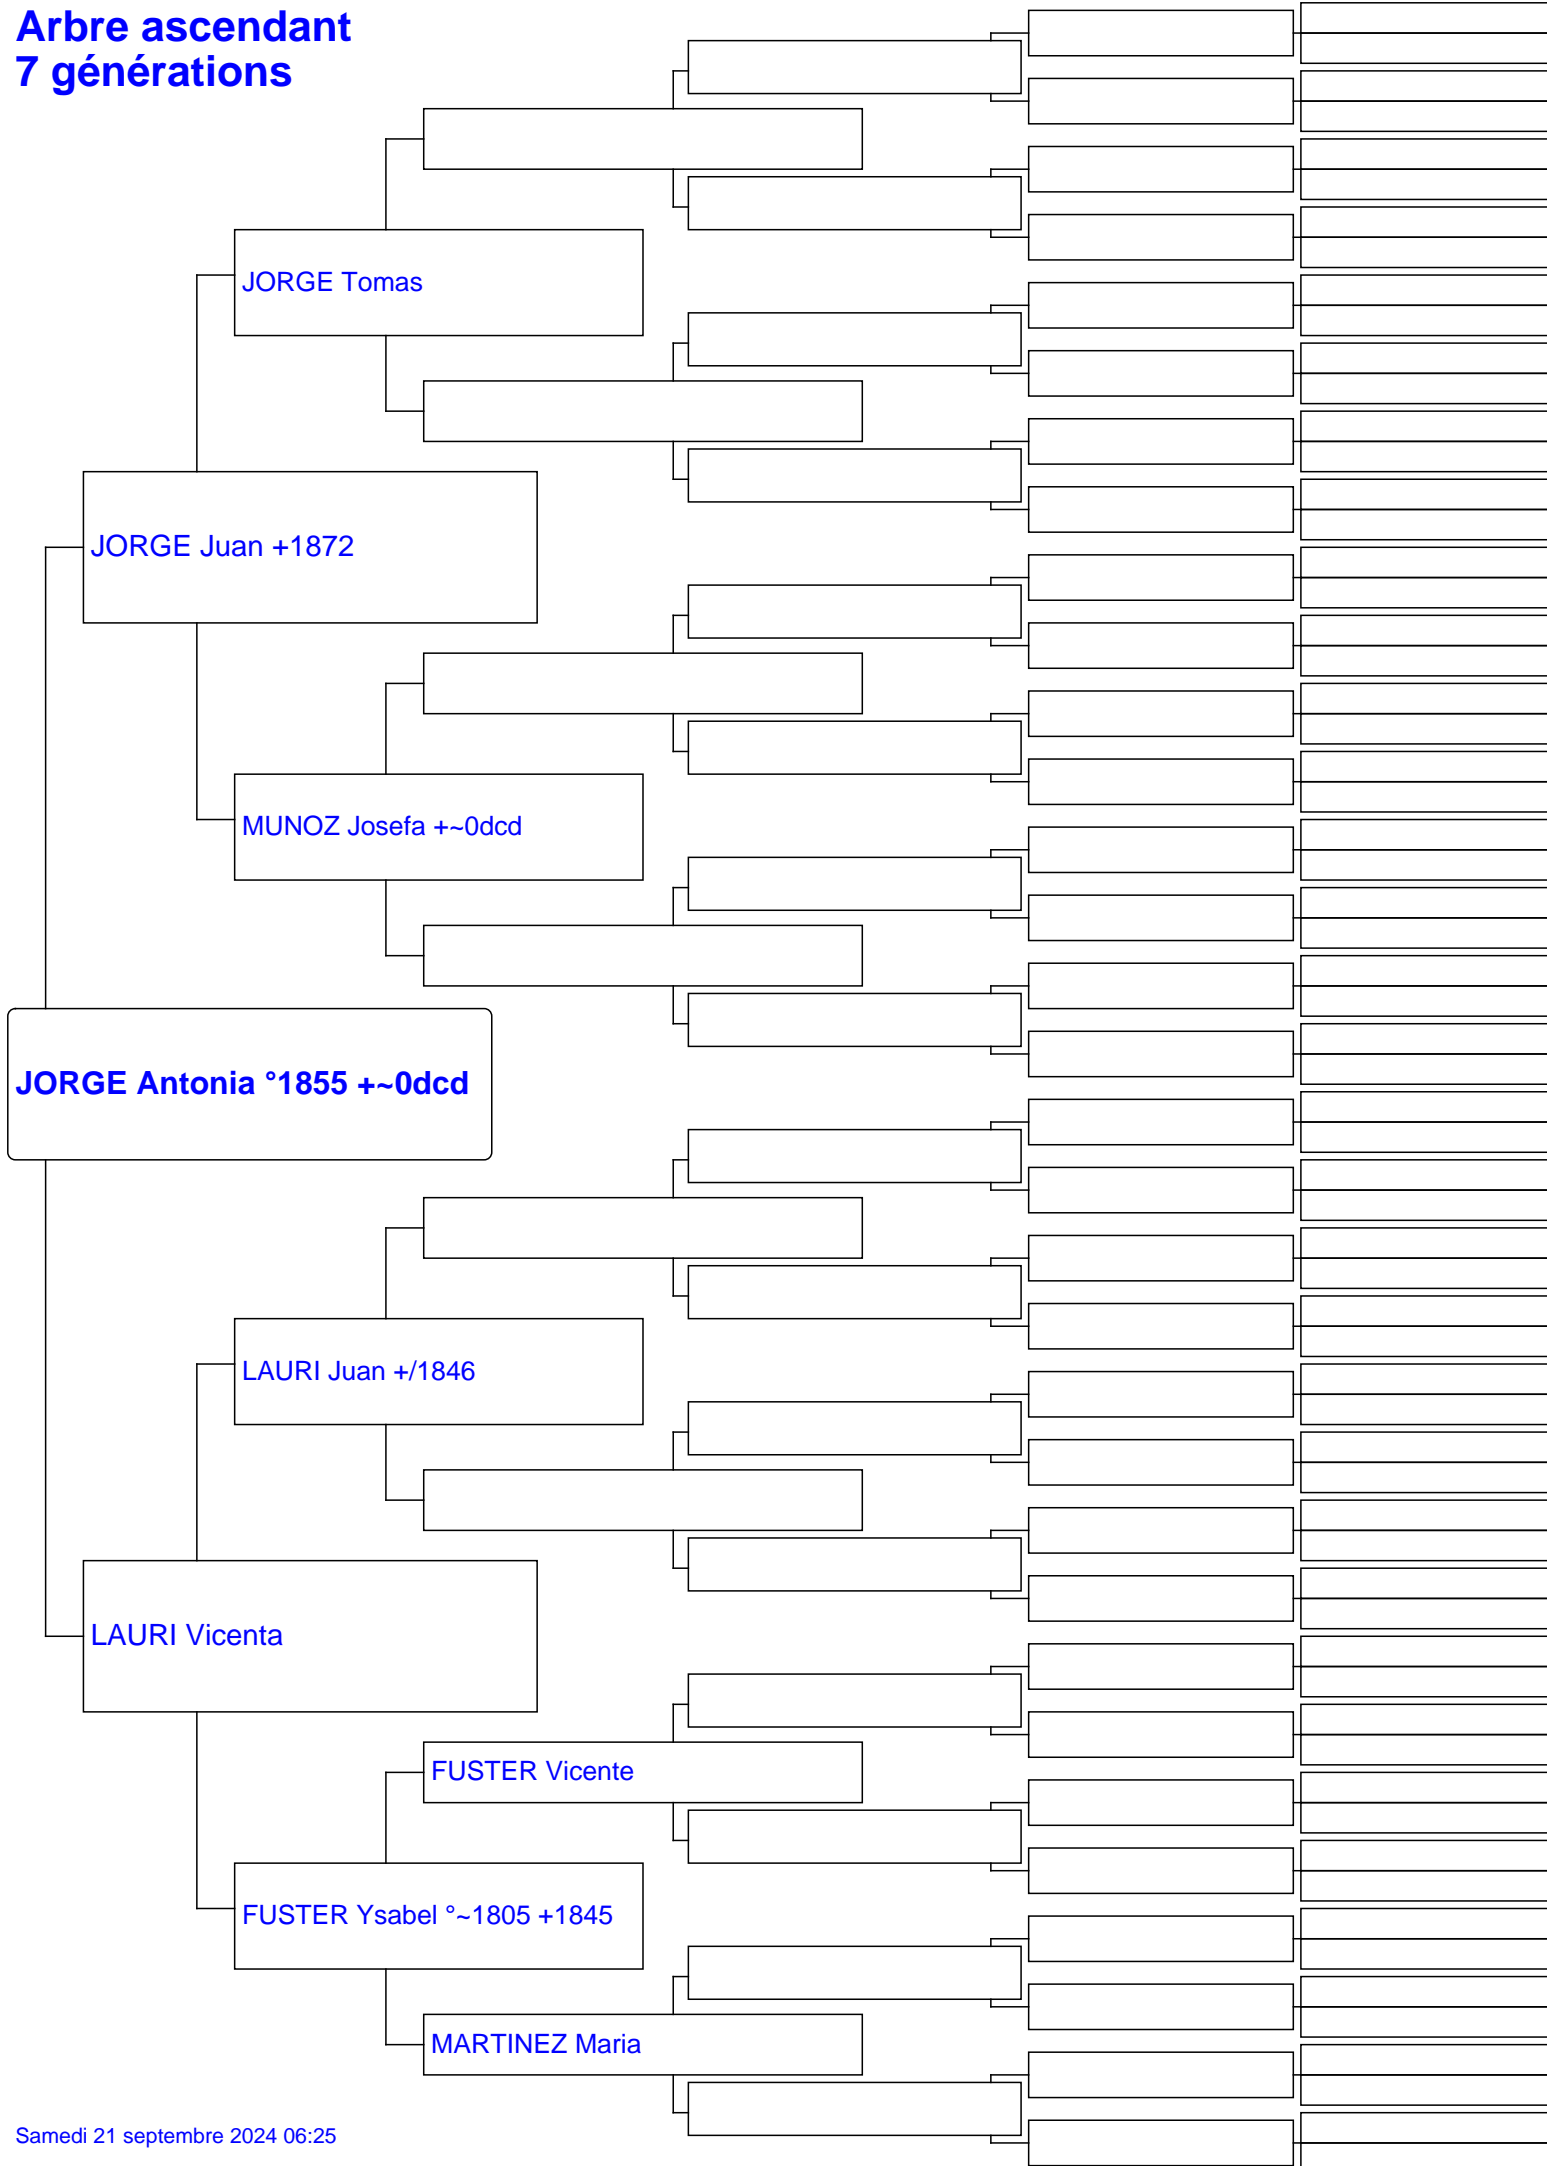 Arbre ascendant
7 générations
JORGE Tomas
JORGE Juan +1872
MUNOZ Josefa +~0dcd
JORGE Antonia °1855 +~0dcd
LAURI Juan +/1846
LAURI Vicenta
FUSTER Vicente
FUSTER Ysabel °~1805 +1845
MARTINEZ Maria
Samedi 21 septembre 2024 06:25